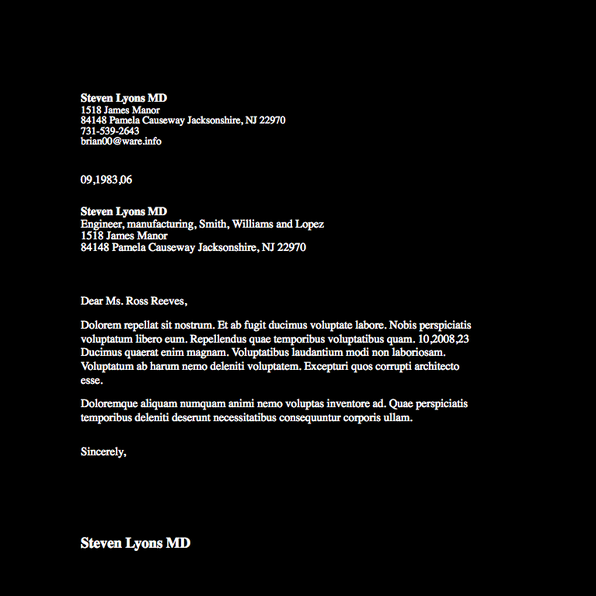 Steven Lyons MD
1518 James Manor
84148 Pamela Causeway Jacksonshire, NJ 22970
731-539-2643
brian00@ware.info
09,1983,06
Steven Lyons MD
Engineer, manufacturing, Smith, Williams and Lopez
1518 James Manor
84148 Pamela Causeway Jacksonshire, NJ 22970
Dear Ms. Ross Reeves,
Dolorem repellat sit nostrum. Et ab fugit ducimus voluptate labore. Nobis perspiciatis
voluptatum libero eum. Repellendus quae temporibus voluptatibus quam. 10,2008,23
Ducimus quaerat enim magnam. Voluptatibus laudantium modi non laboriosam.
Voluptatum ab harum nemo deleniti voluptatem. Excepturi quos corrupti architecto
esse.
Doloremque aliquam numquam animi nemo voluptas inventore ad. Quae perspiciatis
temporibus deleniti deserunt necessitatibus consequuntur corporis ullam.
Sincerely,
Steven Lyons MD